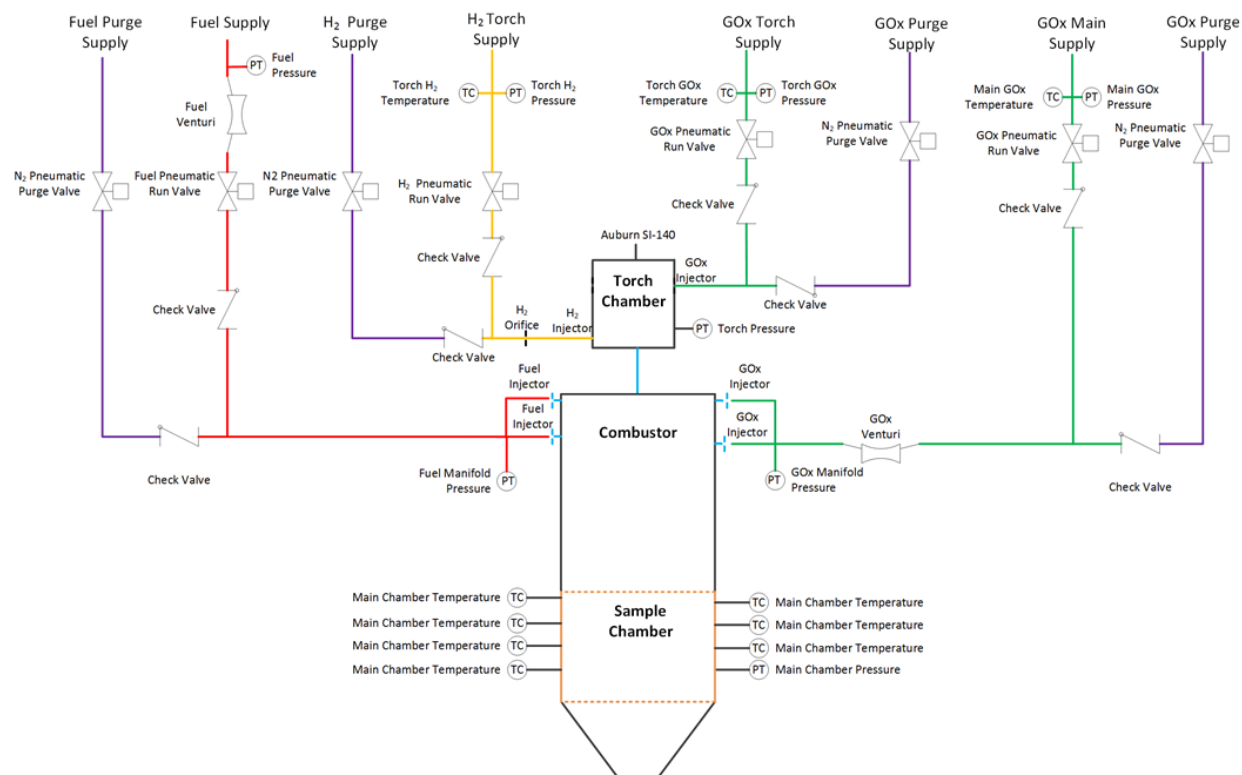 Fuel Purge
Supply
Fuel Supply
H₂ Purge
Supply
H₂ Torch
Supply
GOx Torch
Supply
GOx Purge
Supply
GOx Main
Supply
GOx Purge
Supply
PT
Fuel
Pressure
Fuel
Venturi
Torch H₂
Temperature
TC
PT
Torch H₂
Pressure
Torch GOx
Temperature
TC
PT
Torch GOx
Pressure
Main GOx
Temperature
TC
PT
Main GOx
Pressure
GOx Pneumatic
Run Valve
N₂ Pneumatic
Purge Valve
GOx Pneumatic
Run Valve
N₂ Pneumatic
Purge Valve
N₂ Pneumatic
Purge Valve
Fuel Pneumatic
Run Valve
N2 Pneumatic
Purge Valve
H₂ Pneumatic
Run Valve
Check Valve
Check Valve
Check Valve
Check Valve
Auburn SI-140
Torch
Chamber
GOx
Injector
Check Valve
H₂
Orifice
H₂
Injector
PT
Torch Pressure
Check Valve
Fuel
Injector
Fuel
Injector
GOx
Injector
GOx
Injector
Combustor
GOx
Venturi
Check Valve
Fuel Manifold
Pressure
PT
PT
GOx Manifold
Pressure
Check Valve
Main Chamber Temperature
TC
TC
Main Chamber Temperature
Sample
Chamber
Main Chamber Temperature
TC
TC
Main Chamber Temperature
Main Chamber Temperature
TC
TC
Main Chamber Temperature
Main Chamber Temperature
TC
PT
Main Chamber Pressure